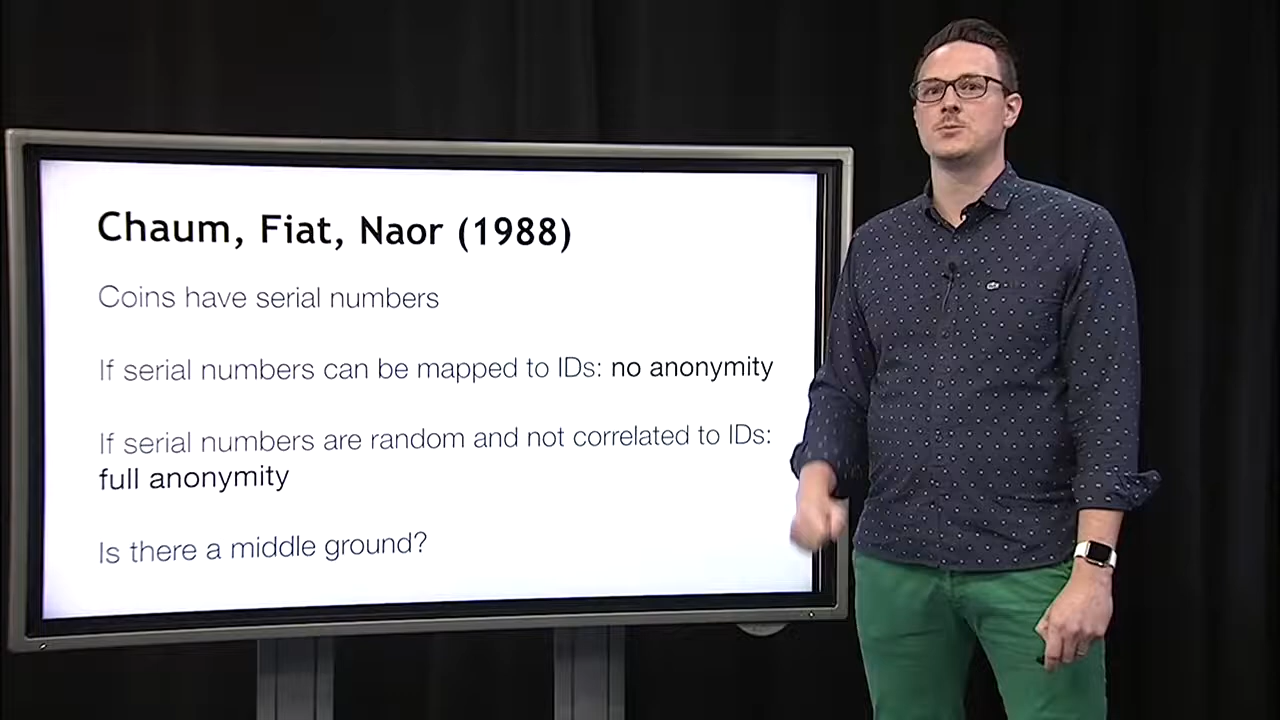 Chaum, Fiat, Naor (1988)
Coins have serial numbers
If serial numbers can be mapped to IDs: no anonymity
If serial numbers are random and not correlated to IDs:
full anonymity
Is there a middle ground?